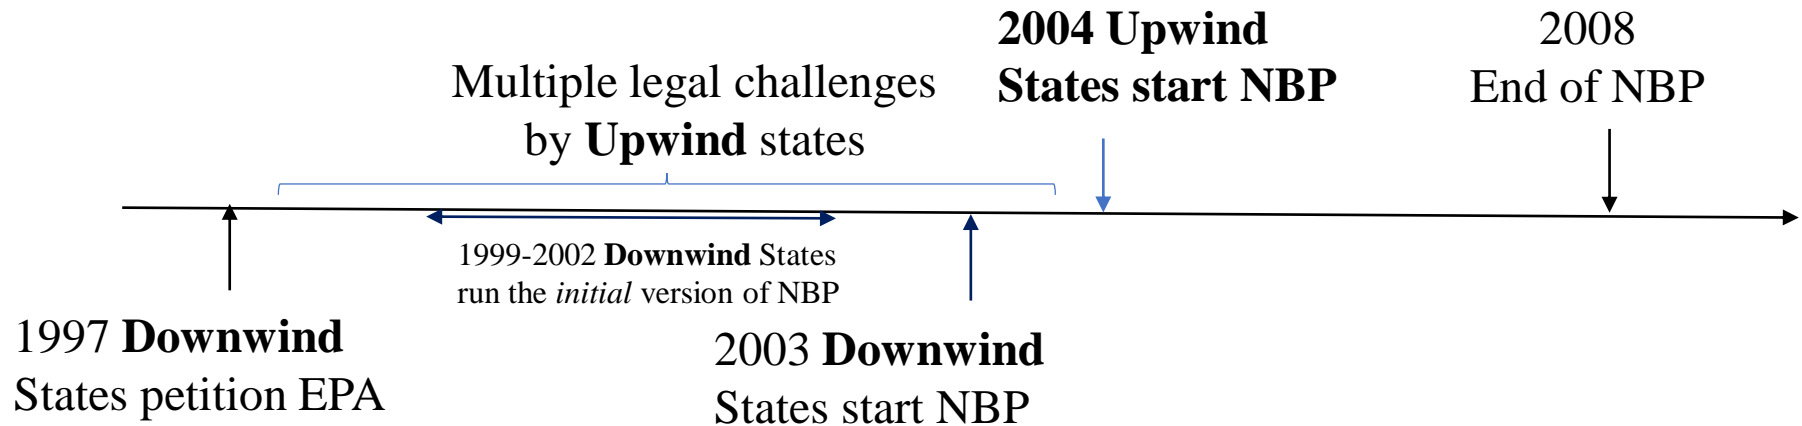 Multiple legal challenges
by Upwind states
2004 Upwind
States start NBP
2008
End of NBP
1999-2002 Downwind States
run the initial version of NBP
1997 Downwind
States petition EPA
2003 Downwind
States start NBP